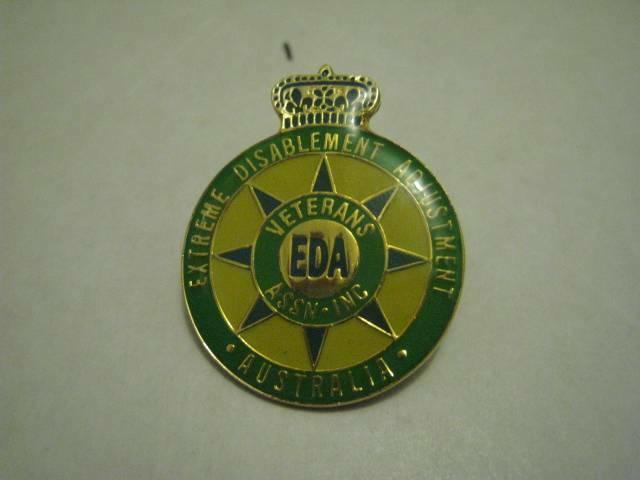 EXTREME DISABLEMENT ADJUSTMENT
VETERANS
EDA
ASSN-INC
• AUSTRALIA •